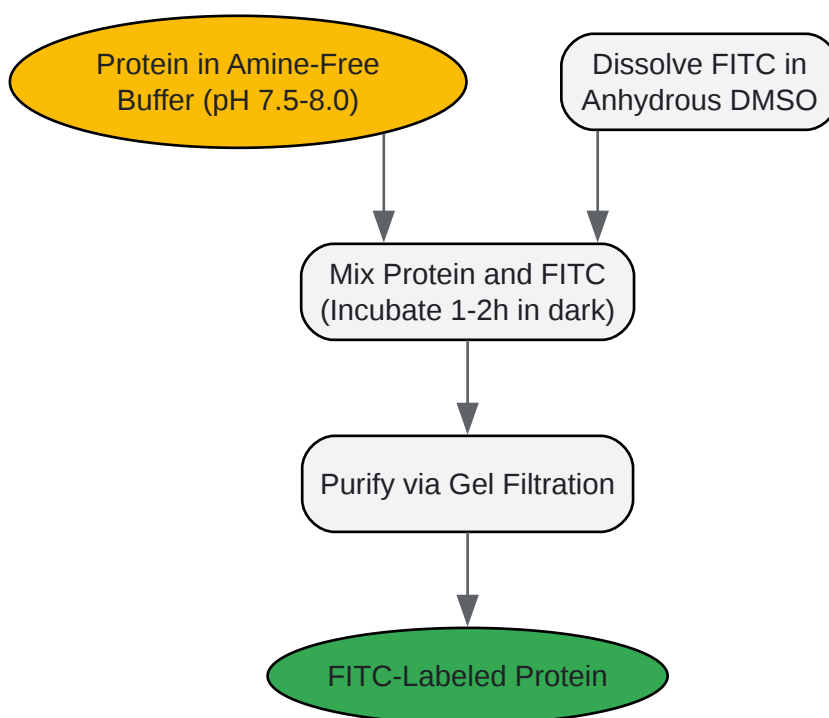 Protein in Amine-Free
Buffer (pH 7.5-8.0)
Dissolve FITC in
Anhydrous DMSO
Mix Protein and FITC
(Incubate 1-2h in dark)
Purify via Gel Filtration
FITC-Labeled Protein